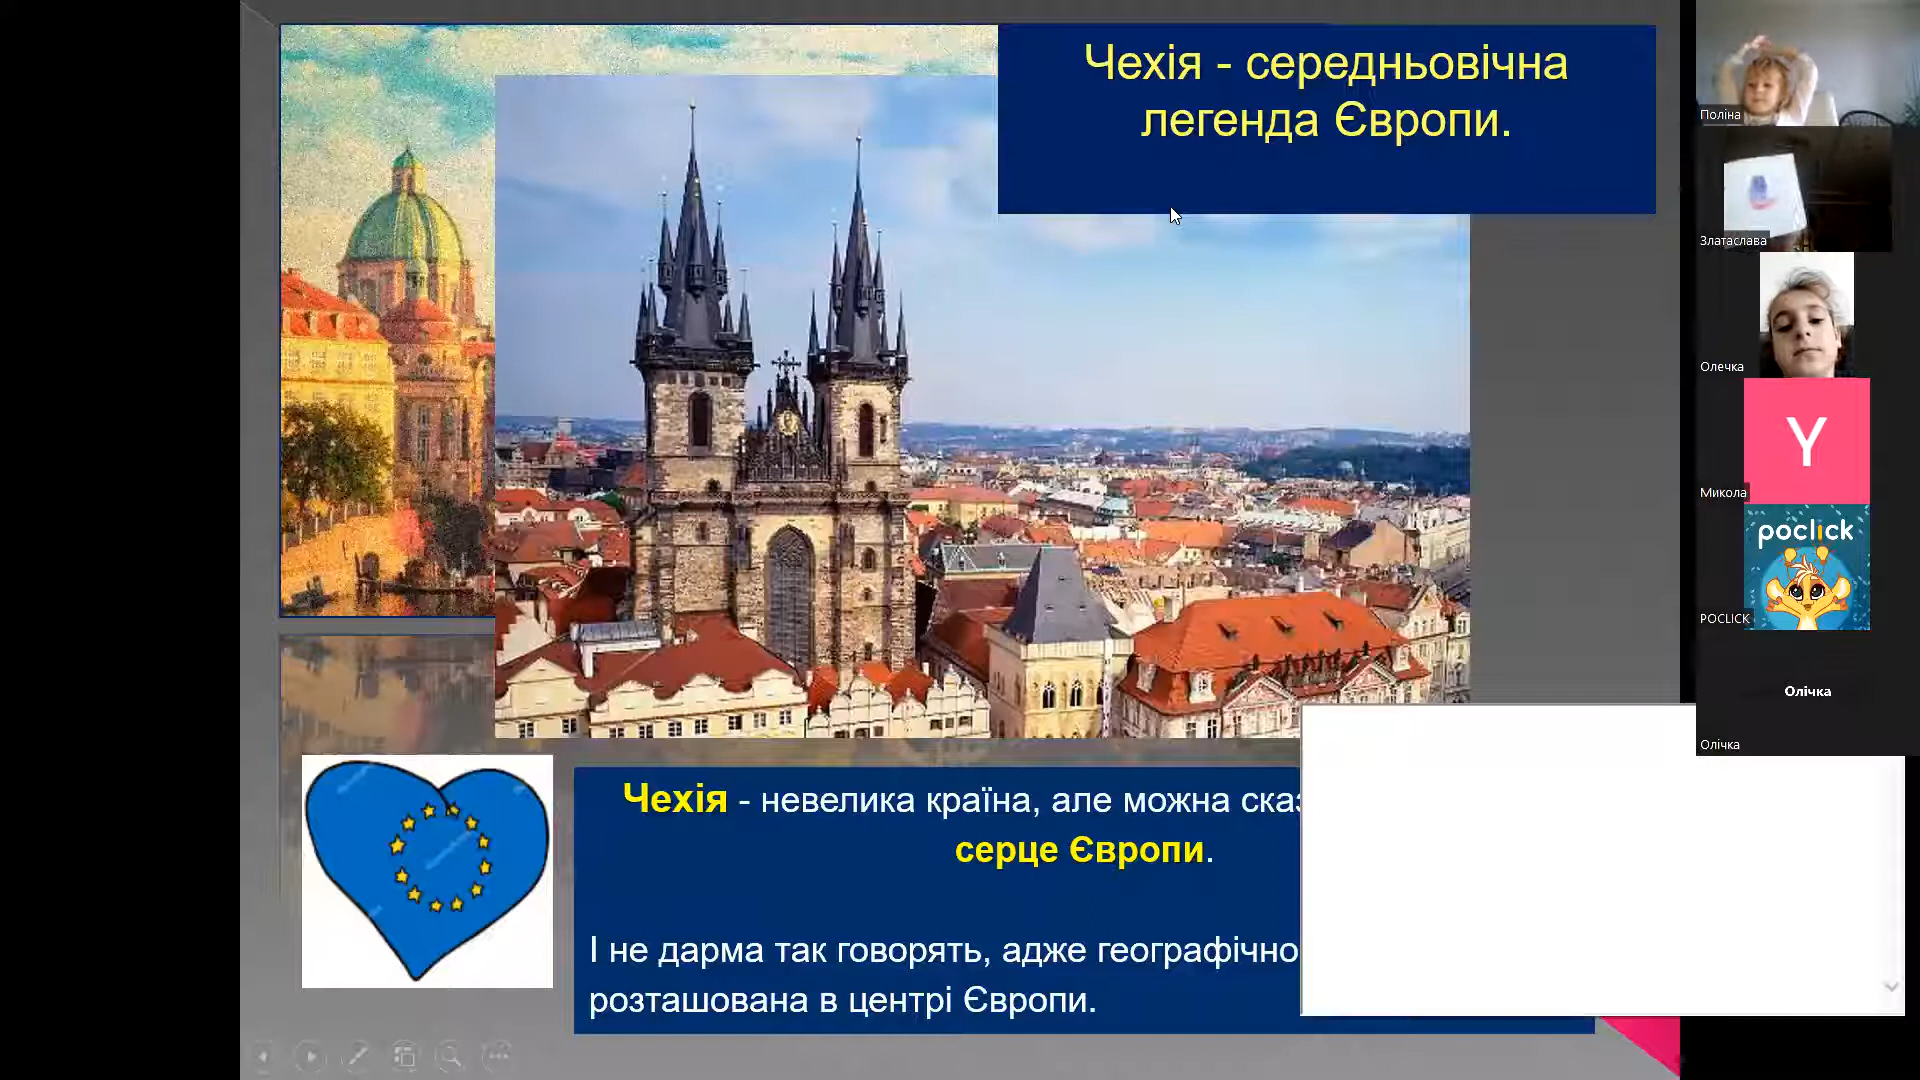 Чехія - середньовічна
легенда Європи.
Чехія - невелика країна, але можна
серце Європи.
І не дарма так говорять, адже географічно
розташована в центрі Європи.
Поліна
Златаслава
Олечка
Y
Микола
poclick
POCLICK
Олічка
Олічка